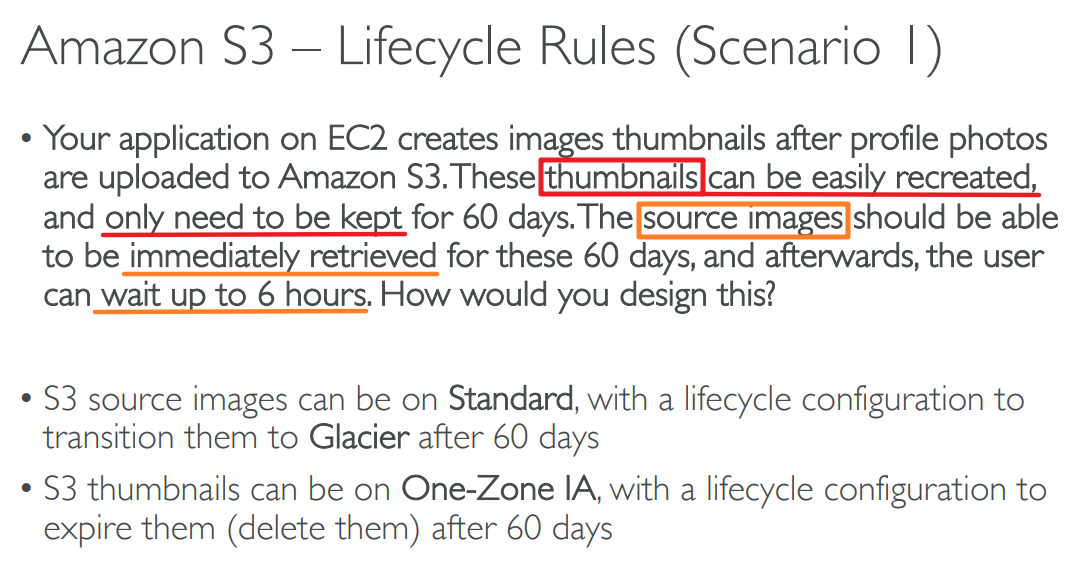 Amazon S3 – Lifecycle Rules (Scenario 1)
• Your application on EC2 creates images thumbnails after profile photos
are uploaded to Amazon S3. These thumbnails can be easily recreated,
and only need to be kept for 60 days. The source images should be able
to be immediately retrieved for these 60 days, and afterwards, the user
can wait up to 6 hours. How would you design this?
• S3 source images can be on Standard, with a lifecycle configuration to
transition them to Glacier after 60 days
• S3 thumbnails can be on One-Zone IA, with a lifecycle configuration to
expire them (delete them) after 60 days